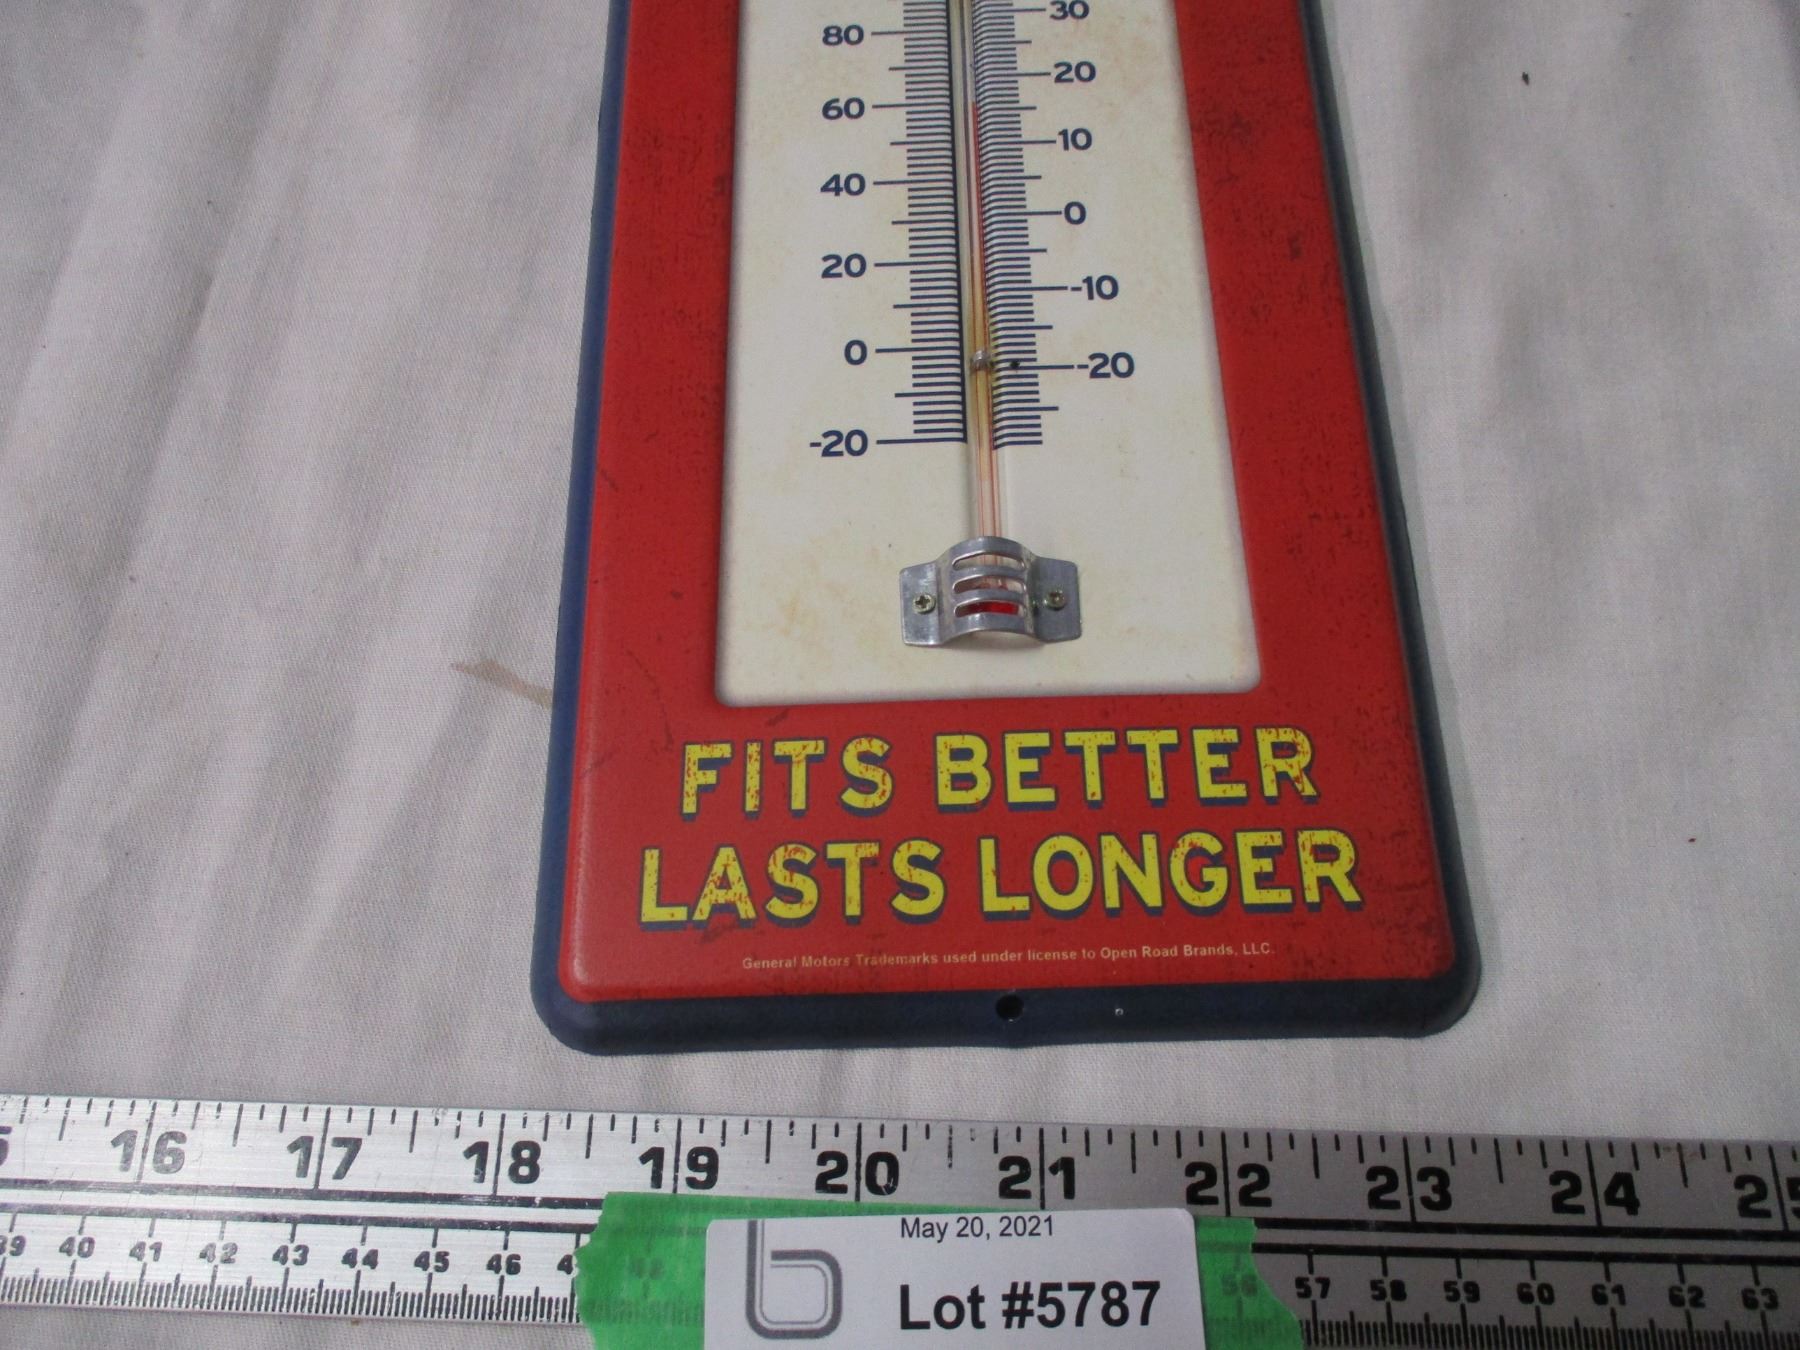 80 30
20
60
10
40
0
20
-10
0
-20
-20
FITS BETTER
LASTS LONGER
General Motors Trademarks used under license to Open Road Brands, LLC.
16 17 18 19 20 21 22 23 24
40 41 42 43 44 45 46 56 57 58 59 60 61 62 63
May 20, 2021
b Lot #5787